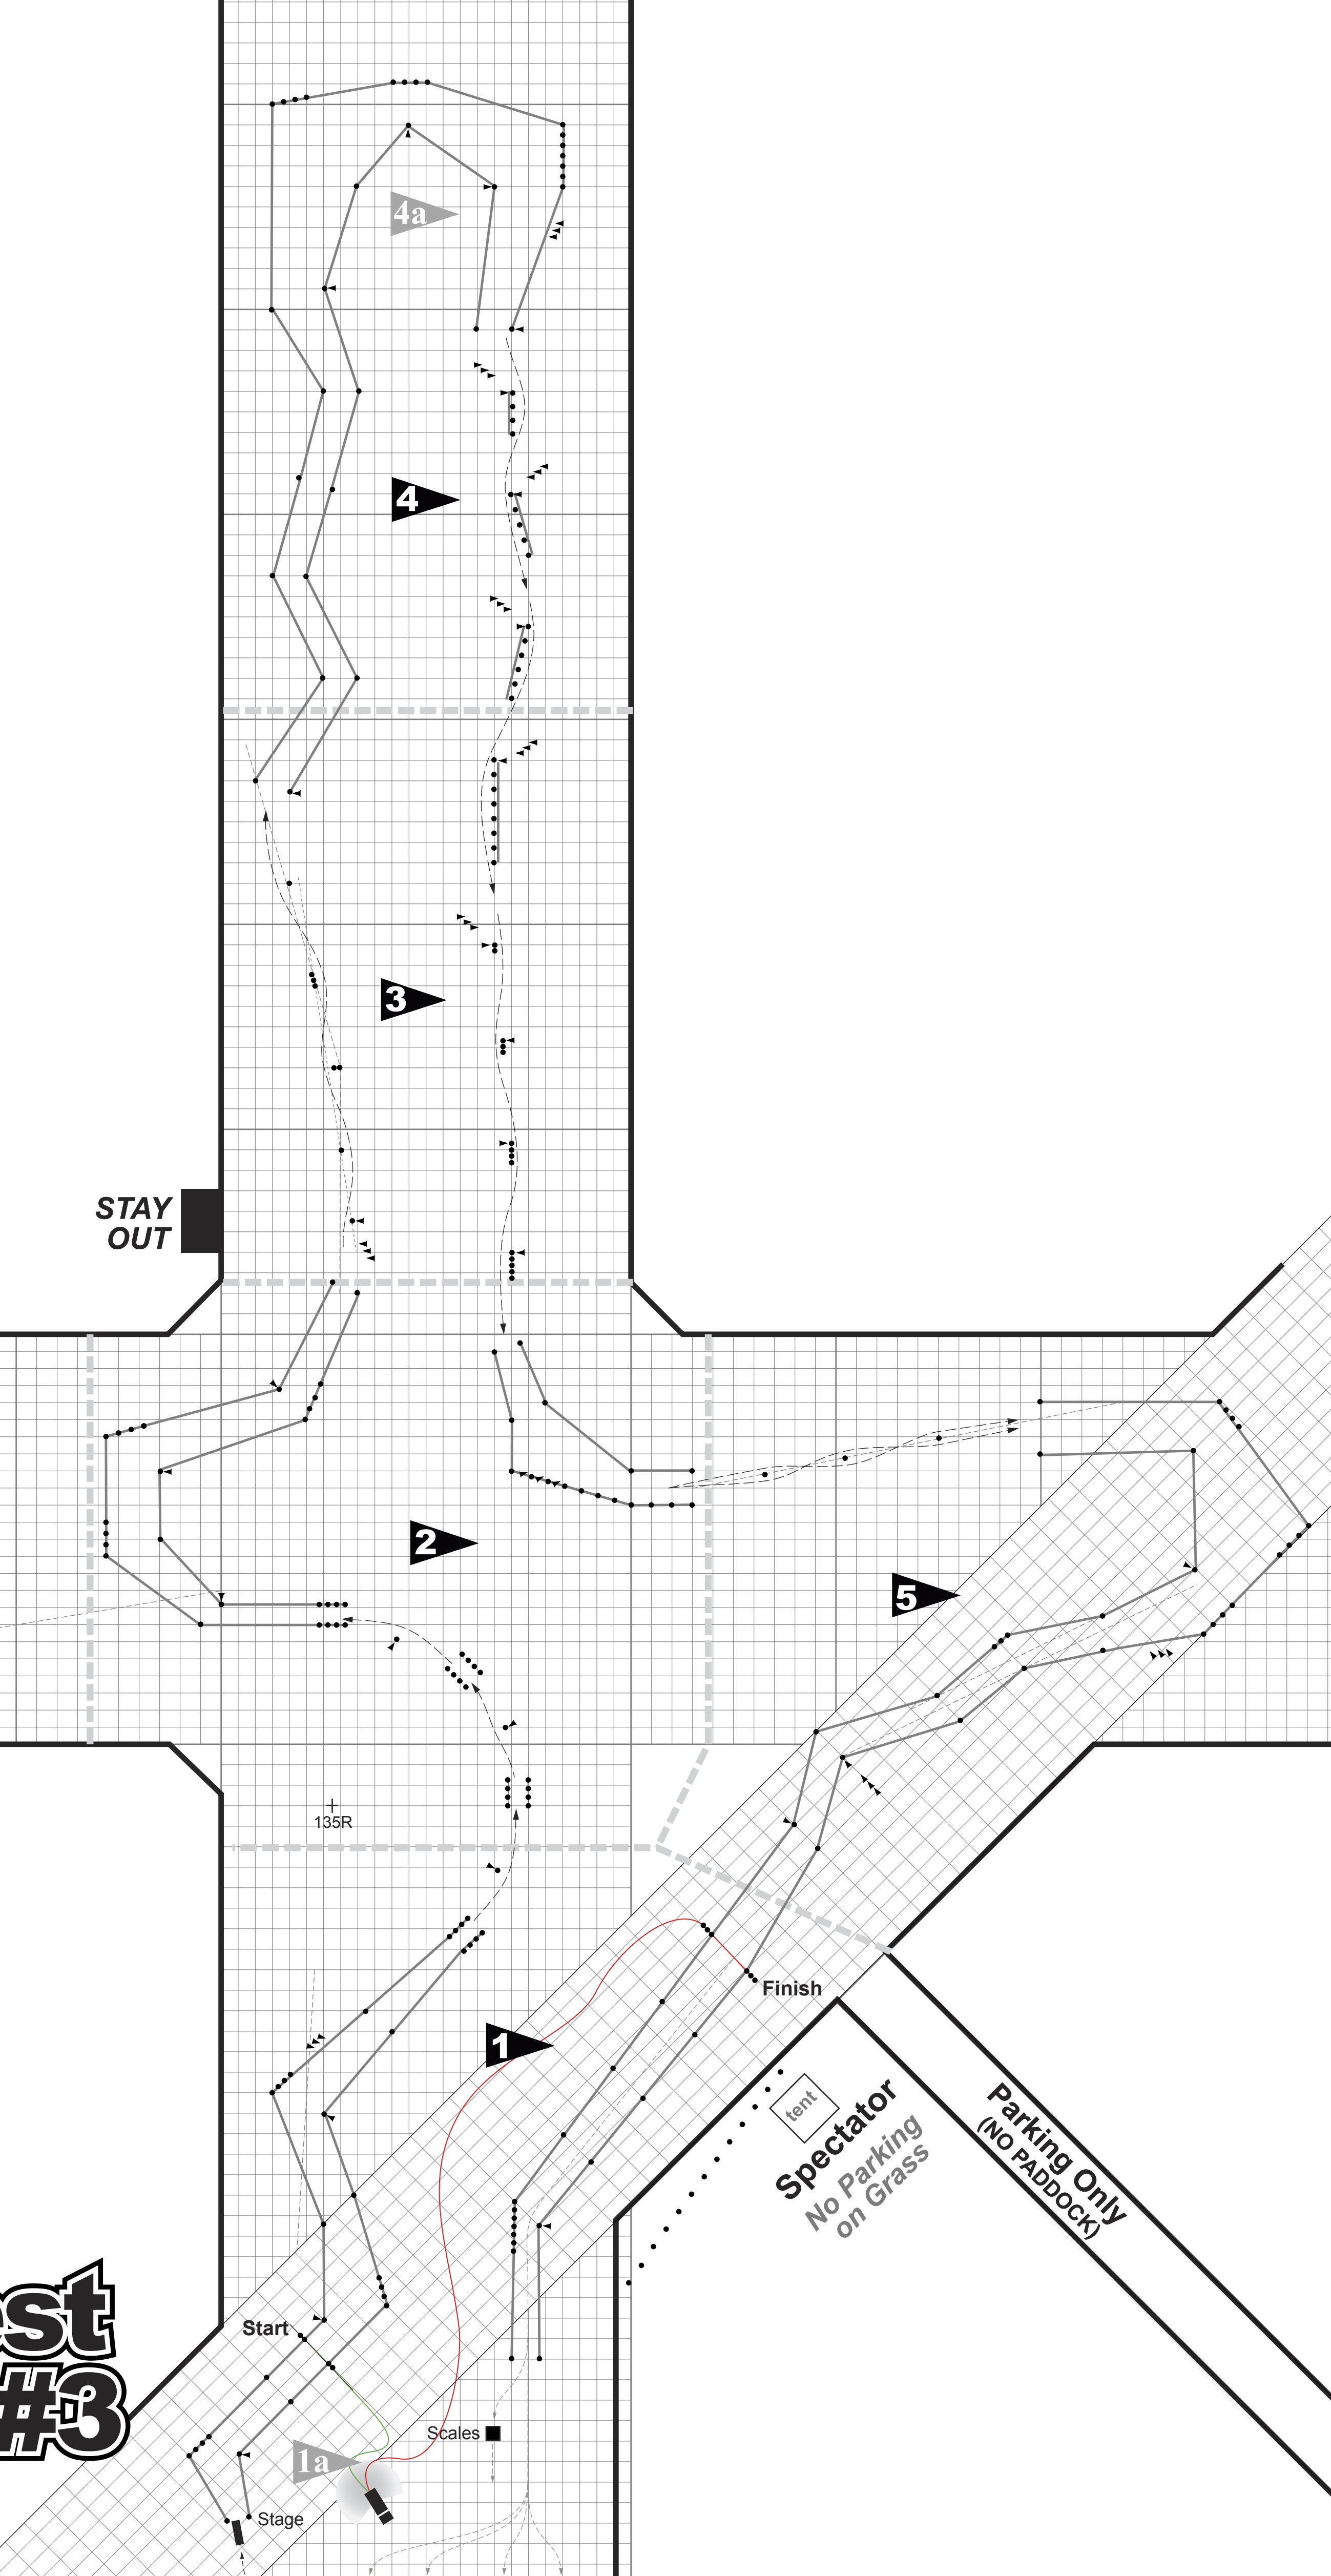 4a
4
3
STAY
OUT
2
5
135R
Finish
1
tent
Spectator
No Parking
on Grass
Parking Only
(NO PADDOCK)
Start
#3
Scales
1a
Stage